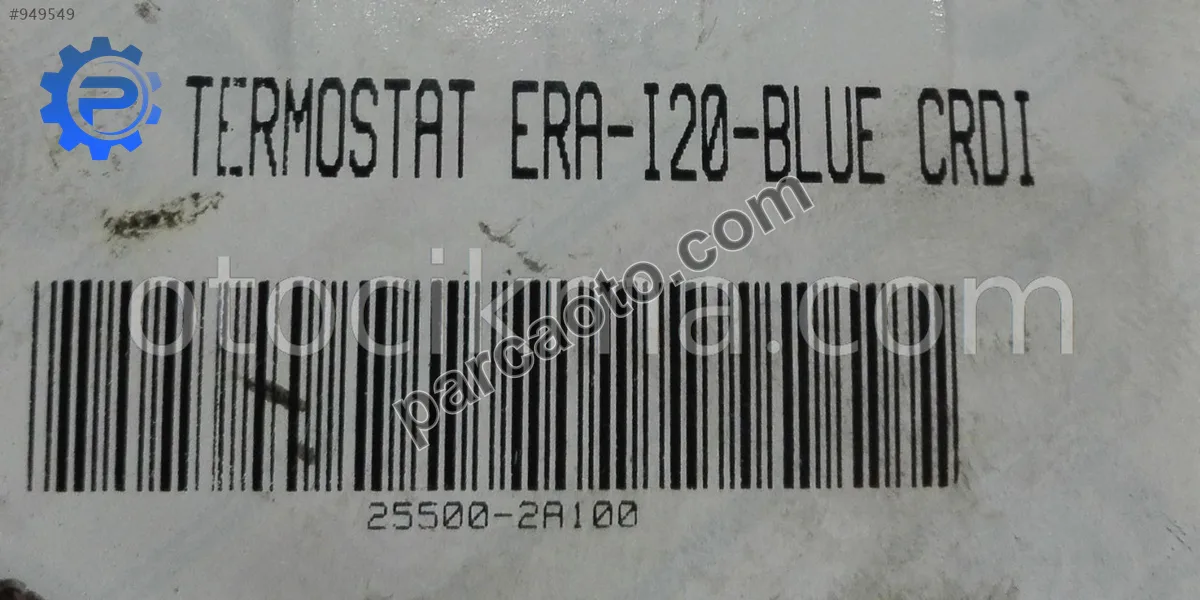 #949549
TERMOSTAT ERA-I20-BLUE CRDI
parcaoto.com
otocikma.com
25500-2A100